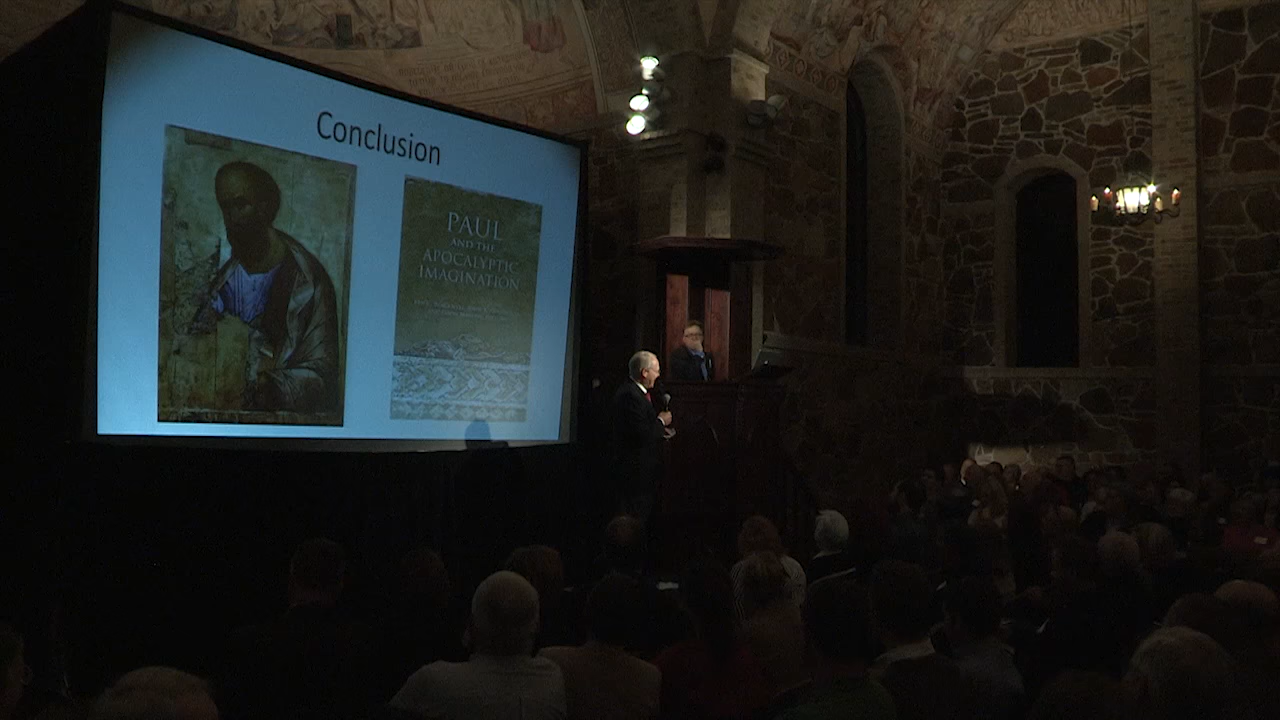 Conclusion
PAUL
AND THE
APOCALYPTIC
IMAGINATION